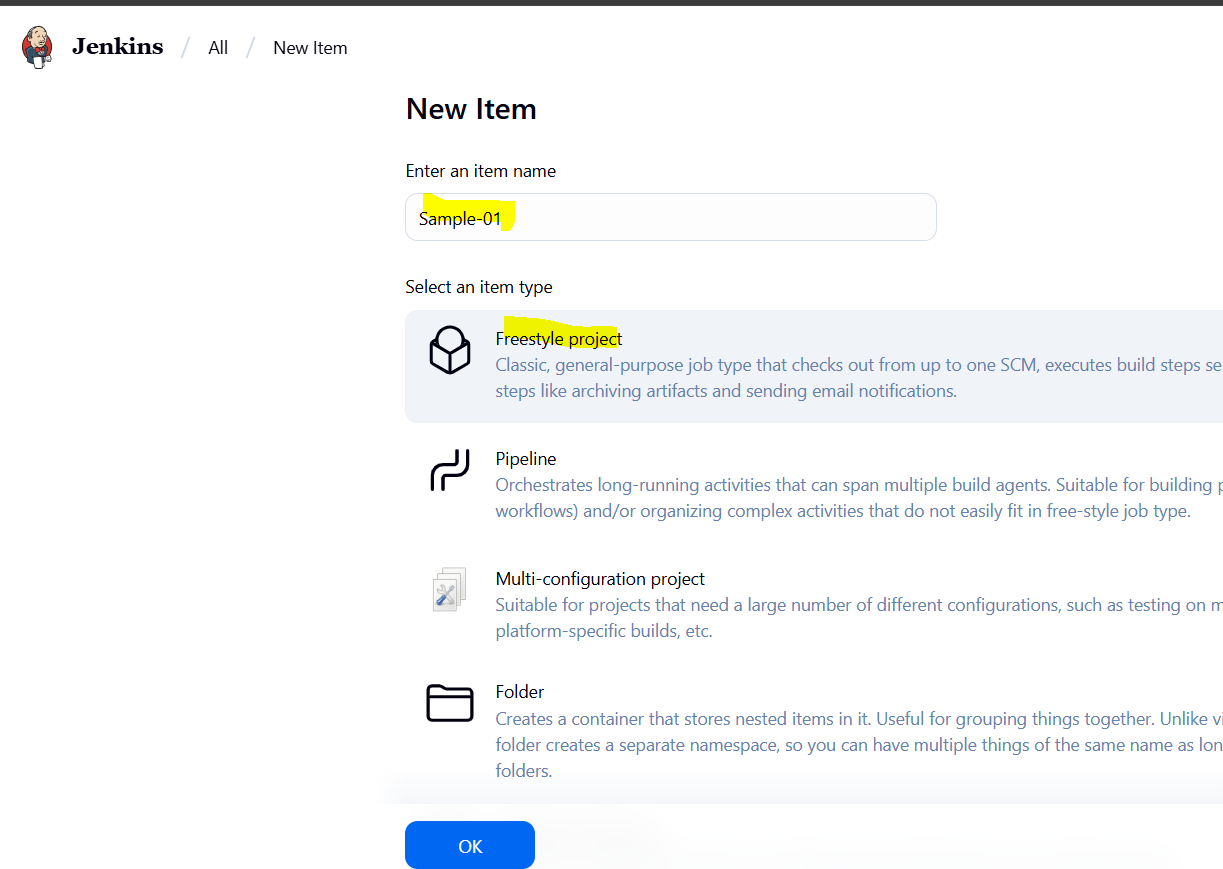 Jenkins / All / New Item
New Item
Enter an item name
Sample-01
Select an item type
Freestyle project
Classic, general-purpose job type that checks out from up to one SCM, executes build steps se
steps like archiving artifacts and sending email notifications.
Pipeline
Orchestrates long-running activities that can span multiple build agents. Suitable for building p
workflows) and/or organizing complex activities that do not easily fit in free-style job type.
Multi-configuration project
Suitable for projects that need a large number of different configurations, such as testing on m
platform-specific builds, etc.
Folder
Creates a container that stores nested items in it. Useful for grouping things together. Unlike vi
folder creates a separate namespace, so you can have multiple things of the same name as lon
folders.
OK